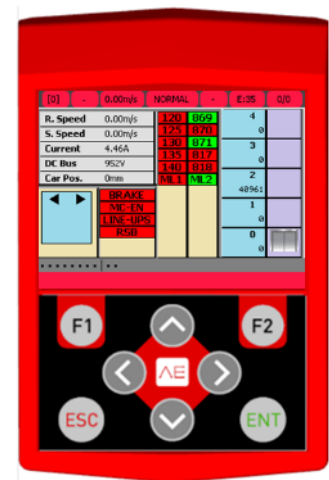 [0] - 0.00m/s NORMAL - E:35 0/0
R. Speed 0.00m/s 120 869 4
S. Speed 0.00m/s 125 870 0
Current 4.46A 130 871 3
DC Bus 952V 135 817 0
Car Pos. 0mm 140 818 2
ML1 ML2 40961
BRAKE 1
MC-EN 0
LINE-UPS 0
RSB 0
F1 F2
ΛE
ESC ENT